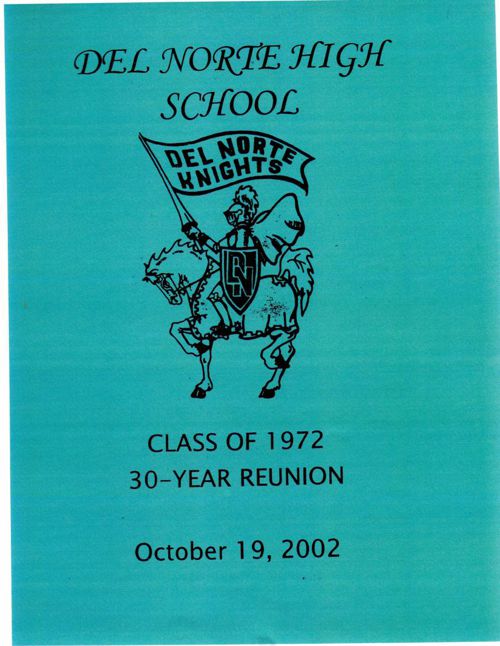 DEL NORTE HIGH
SCHOOL
DEL NORTE
KNIGHTS
DN
CLASS OF 1972
30-YEAR REUNION
October 19, 2002